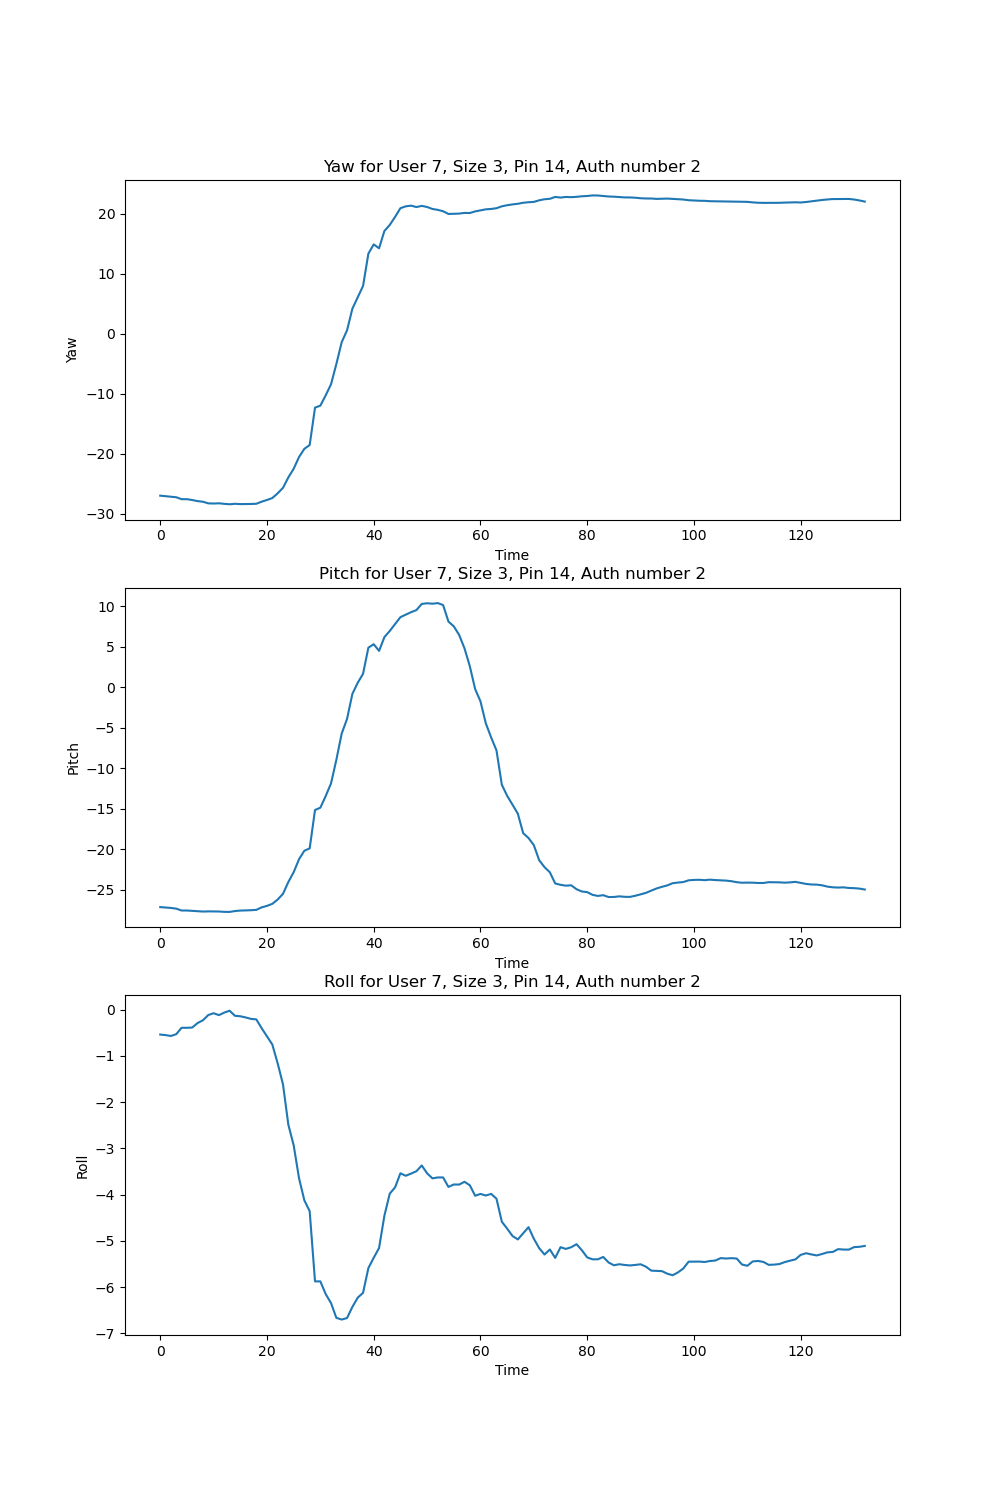 Yaw for User 7, Size 3, Pin 14, Auth number 2
20
10
0
−10
−20
−30
Yaw
0 20 40 60 80 100 120
Time
Pitch for User 7, Size 3, Pin 14, Auth number 2
10
5
0
−5
−10
−15
−20
−25
Pitch
0 20 40 60 80 100 120
Time
Roll for User 7, Size 3, Pin 14, Auth number 2
0
−1
−2
−3
−4
−5
−6
−7
Roll
0 20 40 60 80 100 120
Time